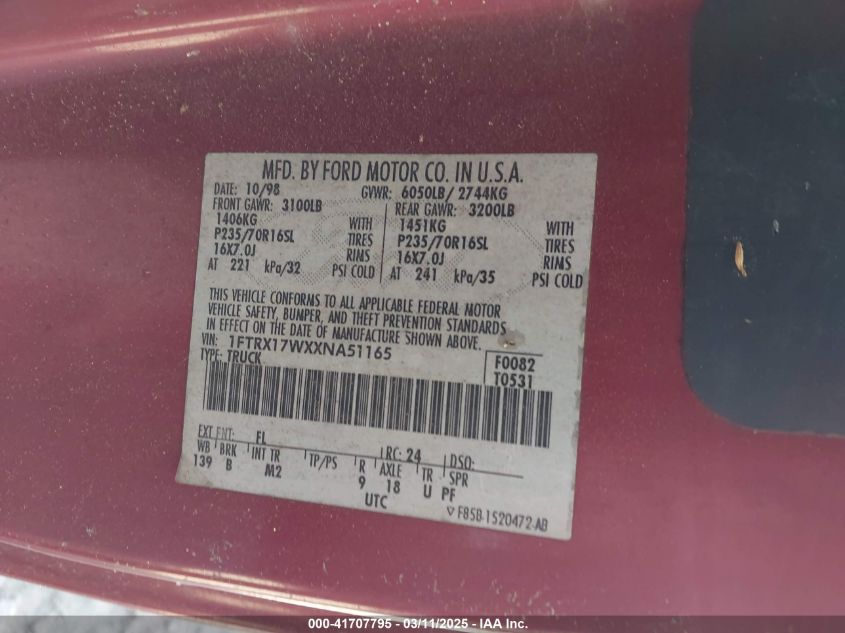 MFD. BY FORD MOTOR CO. IN U.S.A.
DATE: 10/98 GVWR: 6050LB/ 2744KG
FRONT GAWR: 3100LB REAR GAWR: 3200LB
1406KG WITH 1451KG WITH
P235/70R16SL TIRES P235/70R16SL TIRES
16X7.0J RIMS 16X7.0J RIMS
AT 221 kPa/32 PSI COLD AT 241 kPa/35 PSI COLD
THIS VEHICLE CONFORMS TO ALL APPLICABLE FEDERAL MOTOR
VEHICLE SAFETY, BUMPER, AND THEFT PREVENTION STANDARDS
IN EFFECT ON THE DATE OF MANUFACTURE SHOWN ABOVE.
VIN: 1FTRX17WXXNA51165
TYPE: TRUCK
F0082
T0531
EXT PNT: FL RC: 24 DSO:
WB BRK INT TR TP/PS R AXLE TR SPR
139 B M2 9 18 U PF
UTC
▽ F85B-1520472-AB
000-41707795 - 03/11/2025 - IAA Inc.